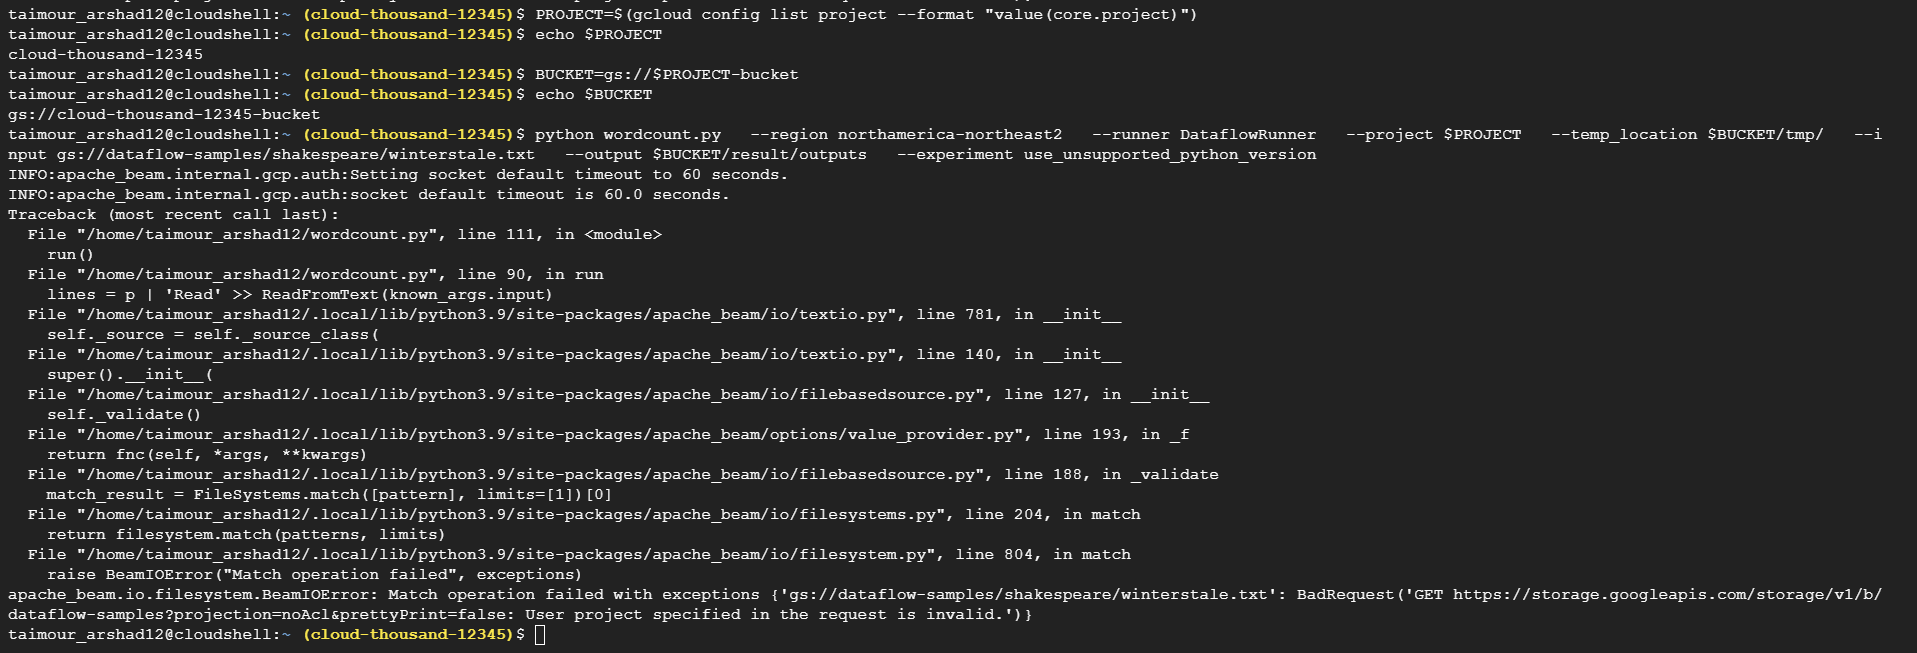 taimour_arshad12@cloudshell:~ (cloud-thousand-12345)$ PROJECT=$(gcloud config list project --format "value(core.project)")
taimour_arshad12@cloudshell:~ (cloud-thousand-12345)$ echo $PROJECT
cloud-thousand-12345
taimour_arshad12@cloudshell:~ (cloud-thousand-12345)$ BUCKET=gs://$PROJECT-bucket
taimour_arshad12@cloudshell:~ (cloud-thousand-12345)$ echo $BUCKET
gs://cloud-thousand-12345-bucket
taimour_arshad12@cloudshell:~ (cloud-thousand-12345)$ python wordcount.py   --region northamerica-northeast2   --runner DataflowRunner   --project $PROJECT   --temp_location $BUCKET/tmp/   --i
nput gs://dataflow-samples/shakespeare/winterstale.txt   --output $BUCKET/result/outputs   --experiment use_unsupported_python_version
INFO:apache_beam.internal.gcp.auth:Setting socket default timeout to 60 seconds.
INFO:apache_beam.internal.gcp.auth:socket default timeout is 60.0 seconds.
Traceback (most recent call last):
  File "/home/taimour_arshad12/wordcount.py", line 111, in <module>
    run()
  File "/home/taimour_arshad12/wordcount.py", line 90, in run
    lines = p | 'Read' >> ReadFromText(known_args.input)
  File "/home/taimour_arshad12/.local/lib/python3.9/site-packages/apache_beam/io/textio.py", line 781, in __init__
    self._source = self._source_class(
  File "/home/taimour_arshad12/.local/lib/python3.9/site-packages/apache_beam/io/textio.py", line 140, in __init__
    super().__init__(
  File "/home/taimour_arshad12/.local/lib/python3.9/site-packages/apache_beam/io/filebasedsource.py", line 127, in __init__
    self._validate()
  File "/home/taimour_arshad12/.local/lib/python3.9/site-packages/apache_beam/options/value_provider.py", line 193, in _f
    return fnc(self, *args, **kwargs)
  File "/home/taimour_arshad12/.local/lib/python3.9/site-packages/apache_beam/io/filebasedsource.py", line 188, in _validate
    match_result = FileSystems.match([pattern], limits=[1])[0]
  File "/home/taimour_arshad12/.local/lib/python3.9/site-packages/apache_beam/io/filesystems.py", line 204, in match
    return filesystem.match(patterns, limits)
  File "/home/taimour_arshad12/.local/lib/python3.9/site-packages/apache_beam/io/filesystem.py", line 804, in match
    raise BeamIOError("Match operation failed", exceptions)
apache_beam.io.filesystem.BeamIOError: Match operation failed with exceptions {'gs://dataflow-samples/shakespeare/winterstale.txt': BadRequest('GET https://storage.googleapis.com/storage/v1/b/
dataflow-samples?projection=noAcl&prettyPrint=false: User project specified in the request is invalid.')}
taimour_arshad12@cloudshell:~ (cloud-thousand-12345)$